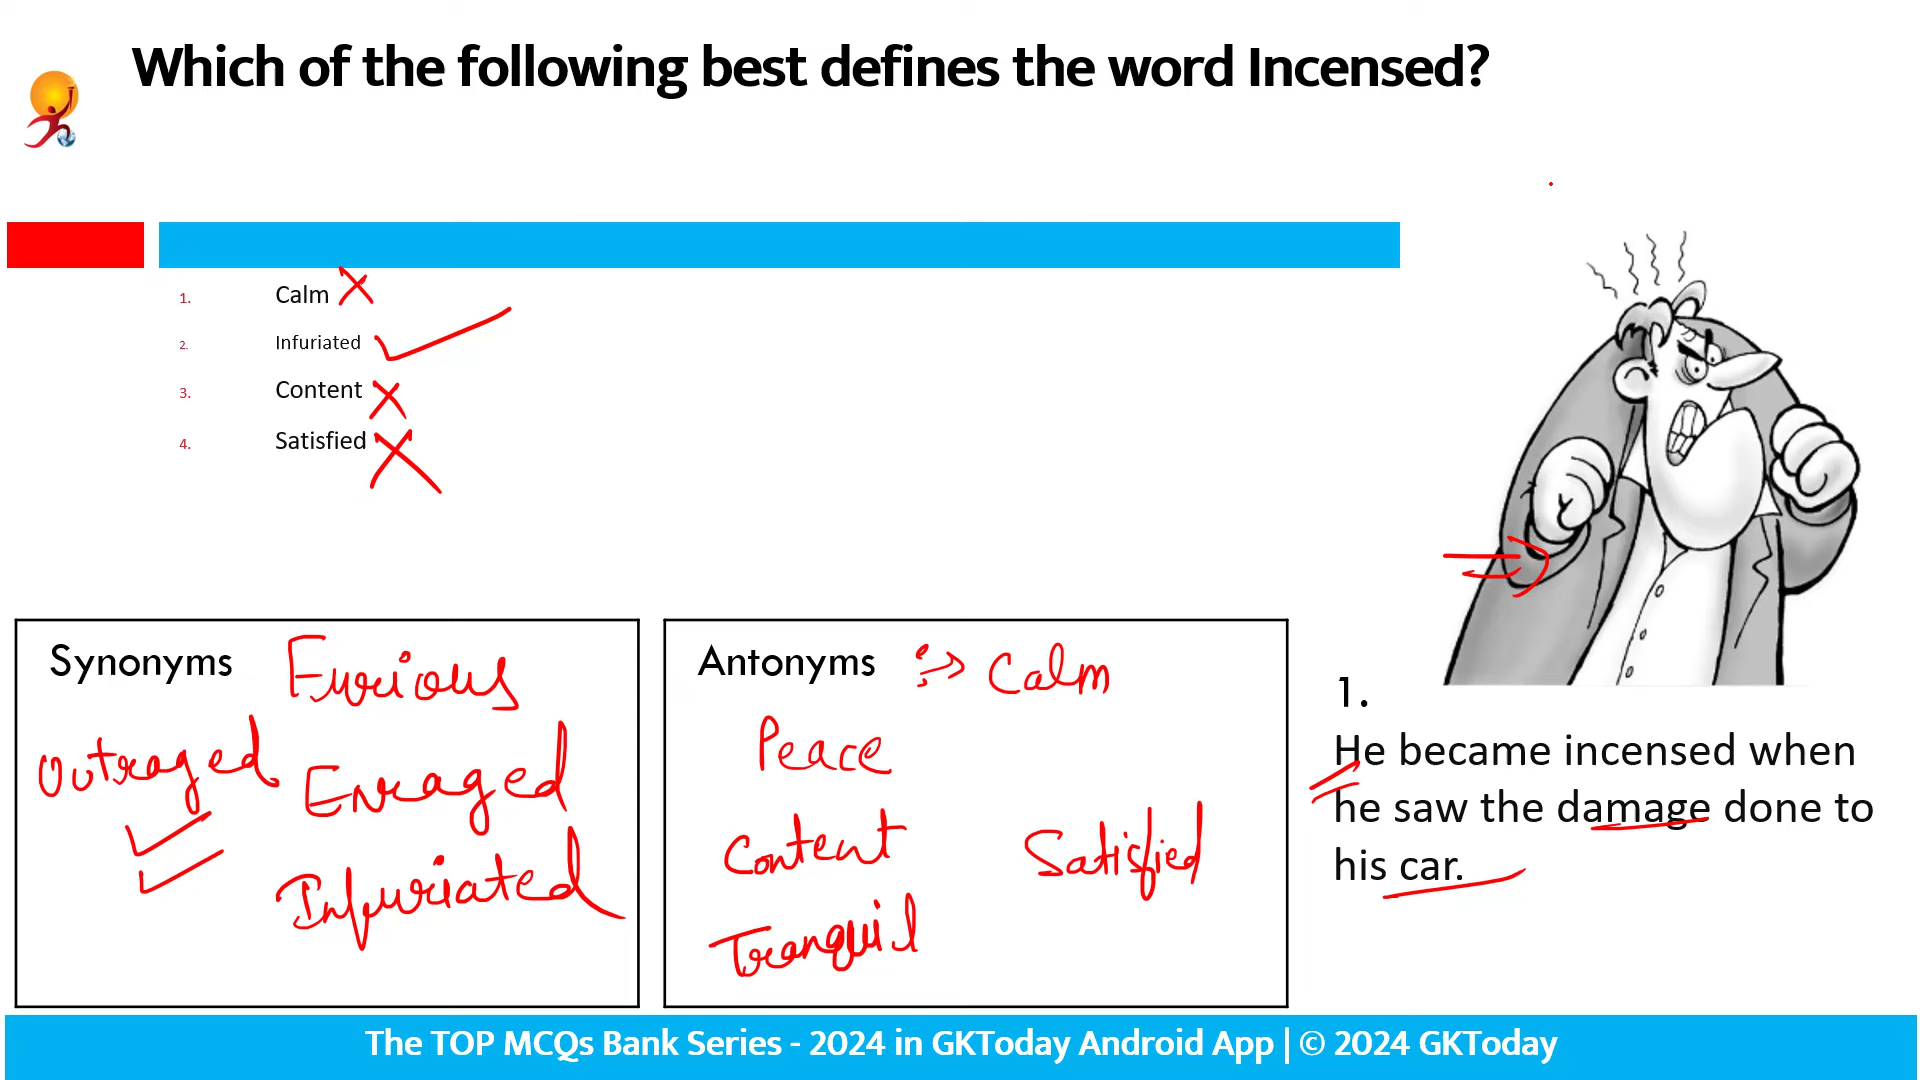 Which of the following best defines the word Incensed?
1. Calm
2. Infuriated
3. Content
4. Satisfied
Synonyms Furious
Outraged Enraged
Infuriated
Antonyms :-> Calm
Peace
Content Satisfied
Tranquil
1.
He became incensed when
he saw the damage done to
his car.
The TOP MCQs Bank Series - 2024 in GKToday Android App | © 2024 GKToday